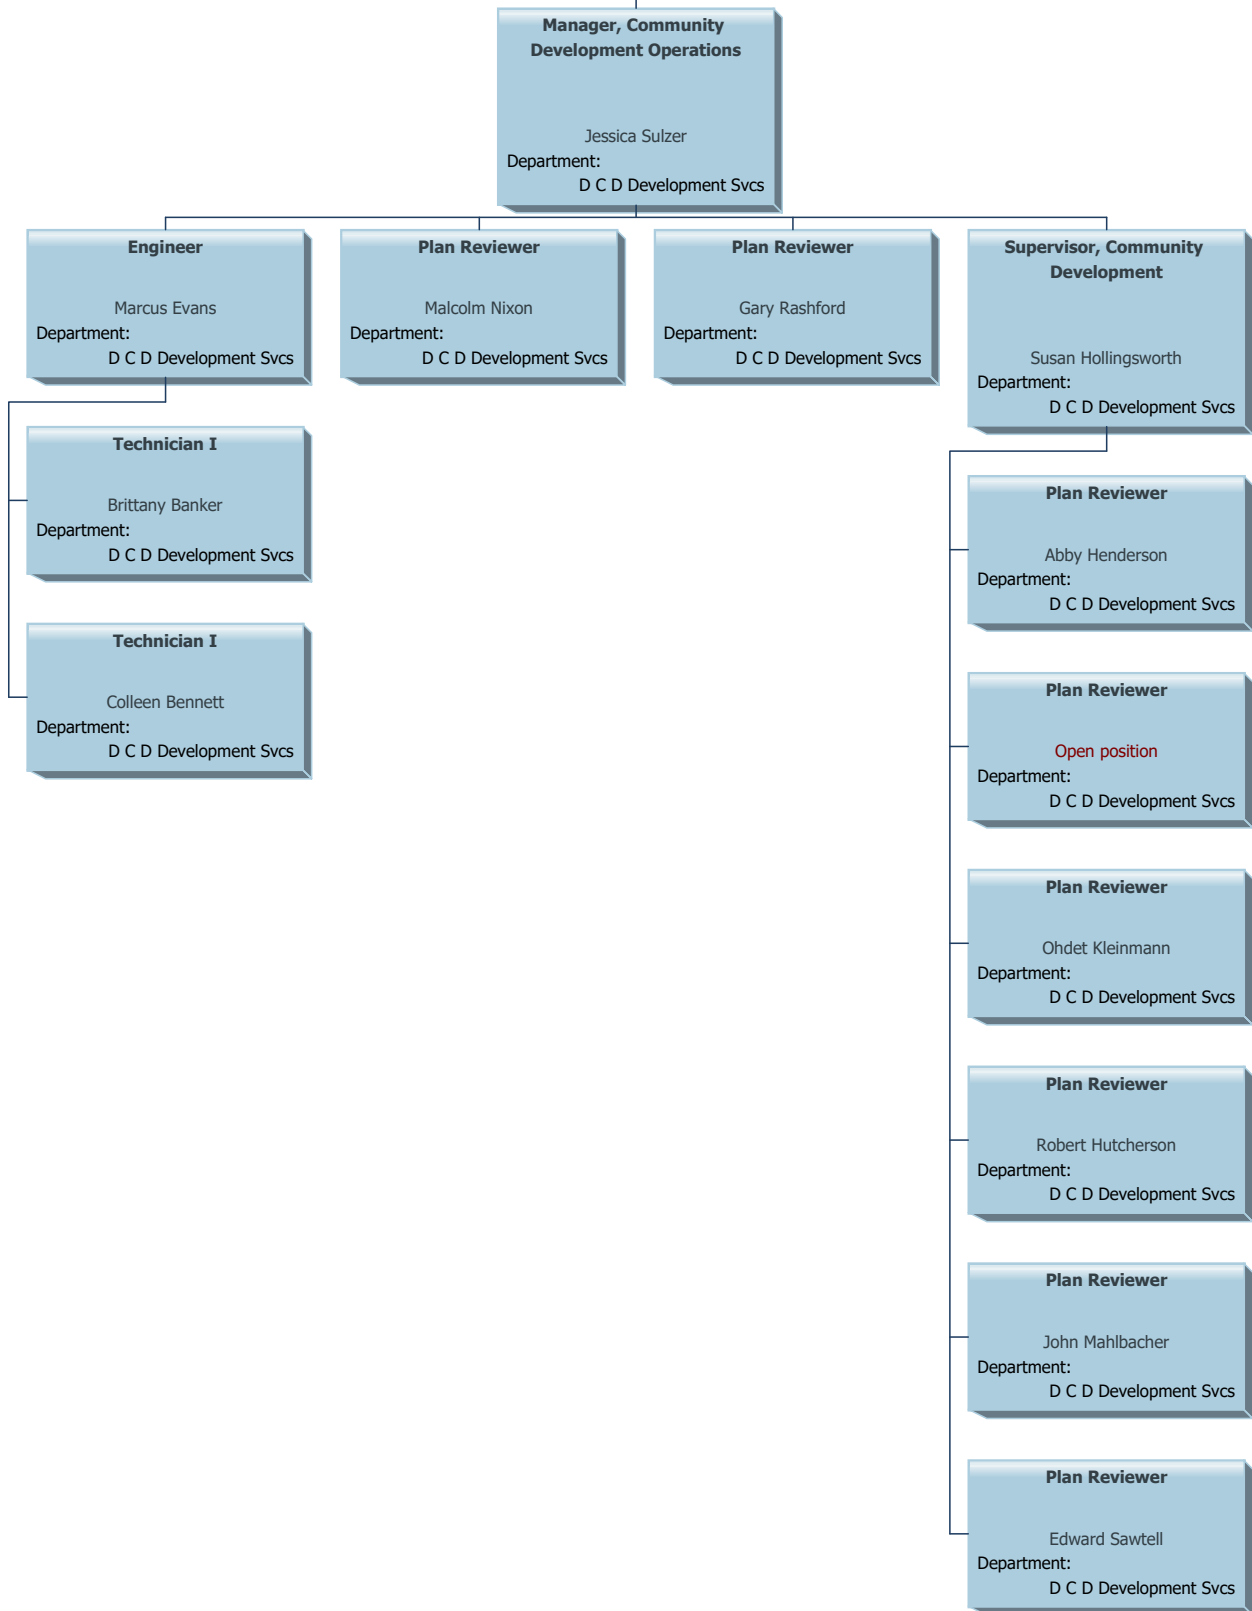 Manager, Community
Development Operations
Jessica Sulzer
Department:
D C D Development Svcs
Engineer
Marcus Evans
Department:
D C D Development Svcs
Plan Reviewer
Malcolm Nixon
Department:
D C D Development Svcs
Plan Reviewer
Gary Rashford
Department:
D C D Development Svcs
Supervisor, Community
Development
Susan Hollingsworth
Department:
D C D Development Svcs
Technician I
Brittany Banker
Department:
D C D Development Svcs
Technician I
Colleen Bennett
Department:
D C D Development Svcs
Plan Reviewer
Abby Henderson
Department:
D C D Development Svcs
Plan Reviewer
Open position
Department:
D C D Development Svcs
Plan Reviewer
Ohdet Kleinmann
Department:
D C D Development Svcs
Plan Reviewer
Robert Hutcherson
Department:
D C D Development Svcs
Plan Reviewer
John Mahlbacher
Department:
D C D Development Svcs
Plan Reviewer
Edward Sawtell
Department:
D C D Development Svcs